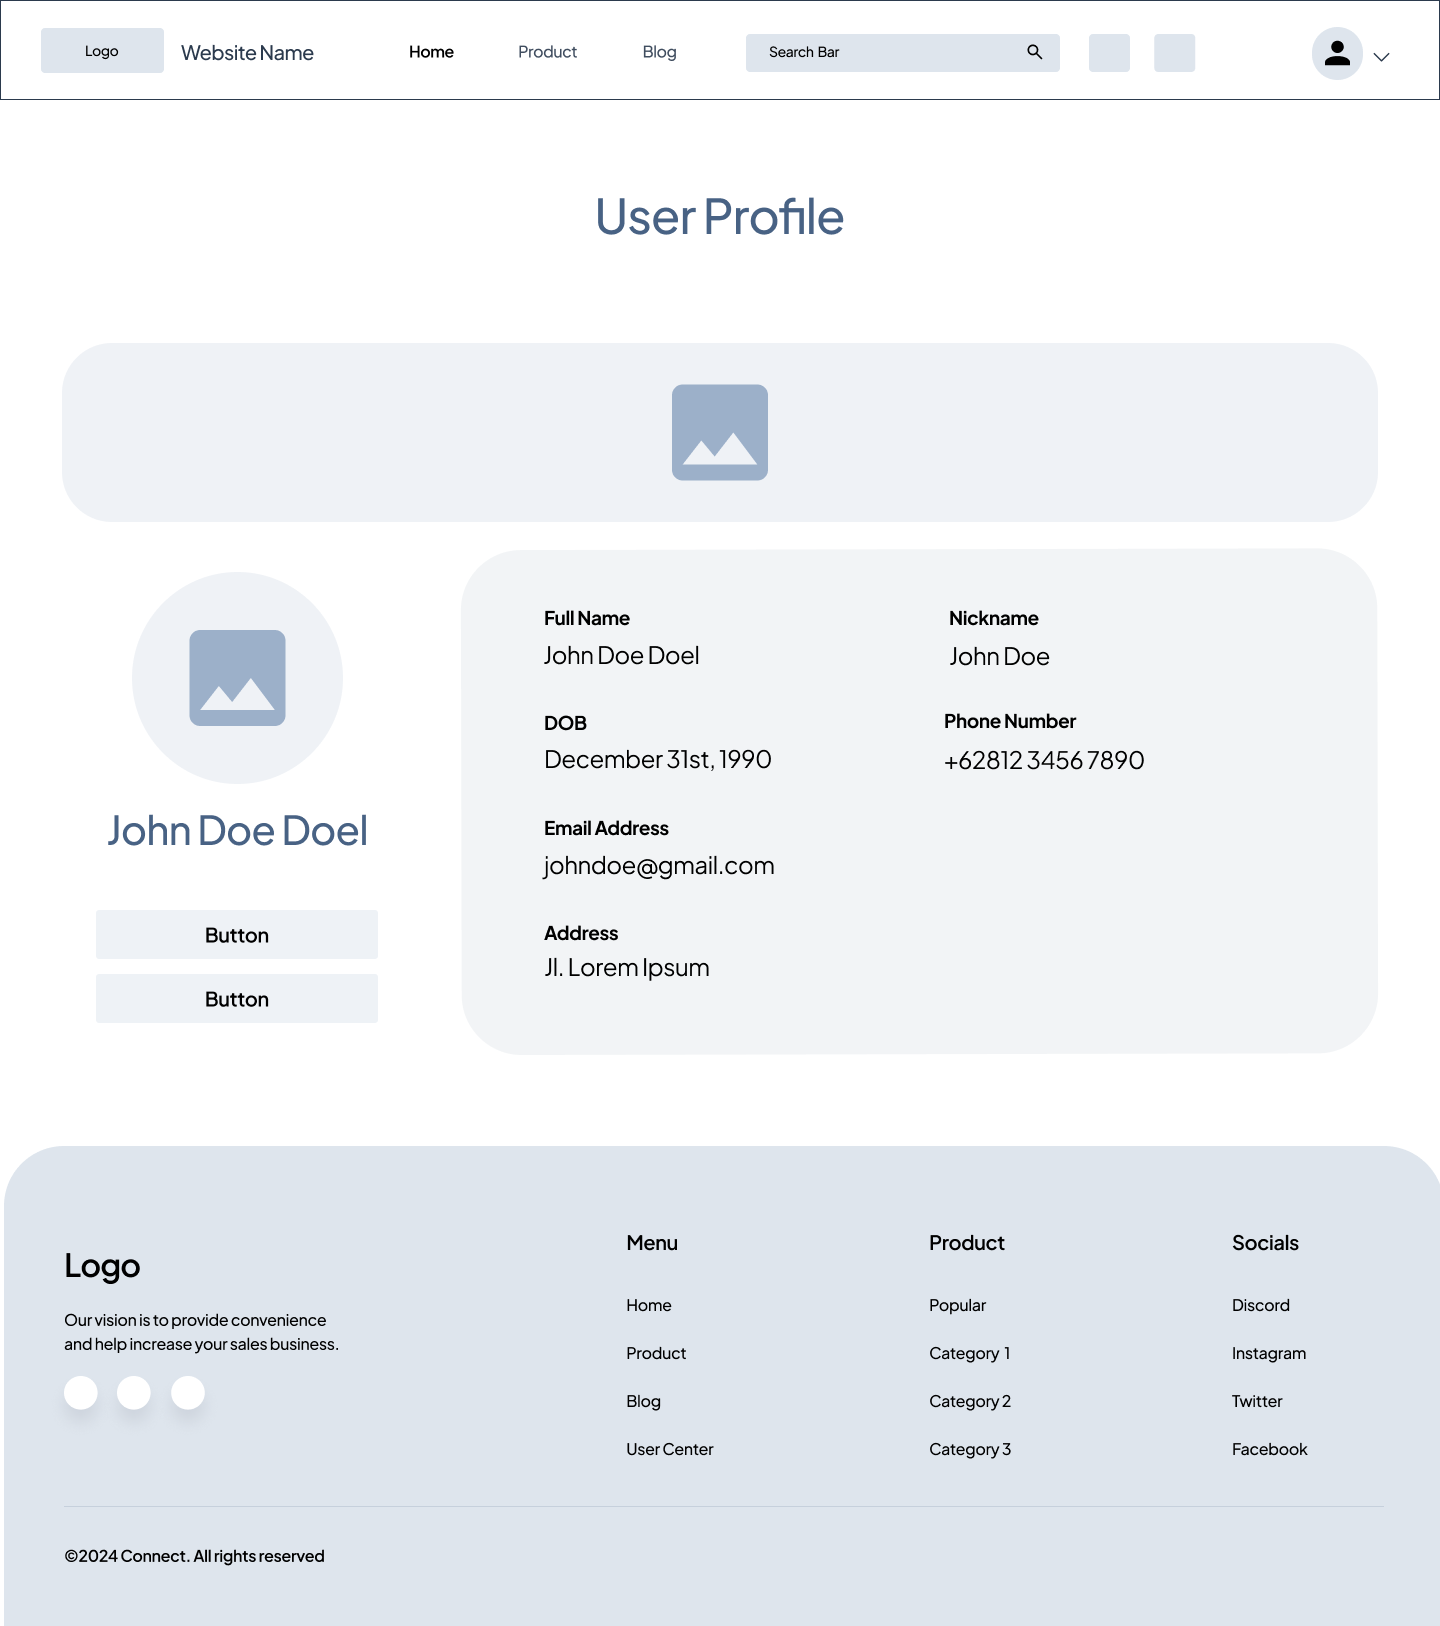 Logo
Website Name
Home
Product
Blog
Search Bar
User Profile
John Doe Doel
Button
Button
Full Name
John Doe Doel
Nickname
John Doe
DOB
December 31st, 1990
Phone Number
+62812 3456 7890
Email Address
johndoe@gmail.com
Address
Jl. Lorem Ipsum
Logo
Our vision is to provide convenience
and help increase your sales business.
Menu
Home
Product
Blog
User Center
Product
Popular
Category 1
Category 2
Category 3
Socials
Discord
Instagram
Twitter
Facebook
©2024 Connect. All rights reserved